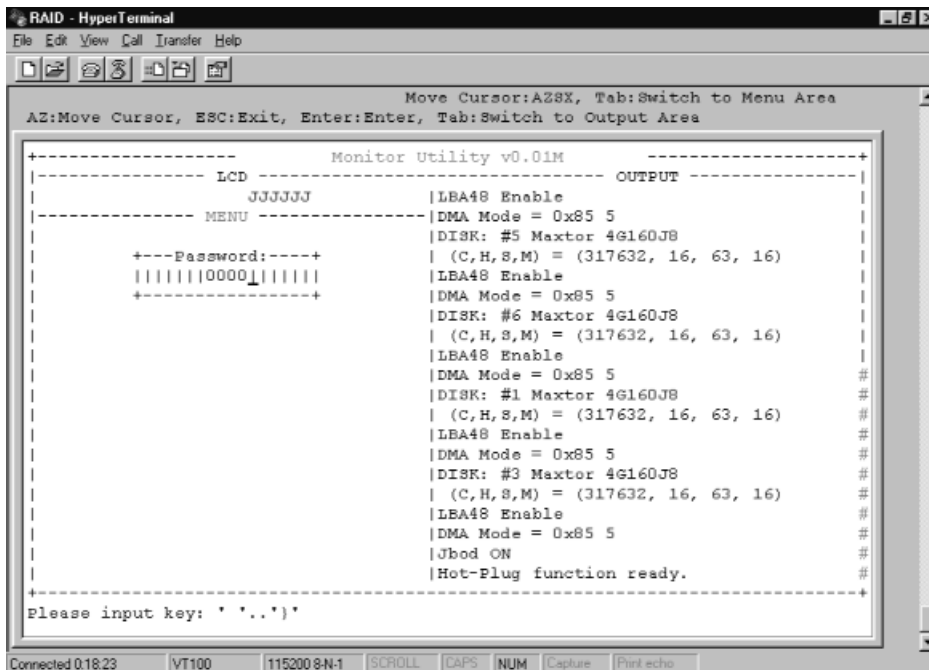 RAID - HyperTerminal
File Edit View Call Transfer Help
Move Cursor:AZSX, Tab:Switch to Menu Area
AZ:Move Cursor, ESC:Exit, Enter:Enter, Tab:Switch to Output Area
+------------------- Monitor Utility v0.01M --------------------+
|---------------- LCD --------------------------------- OUTPUT ----------------|
| JJJJJJ |LBA48 Enable |
|--------------- MENU ----------------|DMA Mode = 0x85 5 |
| |DISK: #5 Maxtor 4G160J8 |
| +---Password:----+ | (C,H,S,M) = (317632, 16, 63, 16) |
| |||||||0000|||||||| |LBA48 Enable |
| +----------------+ |DMA Mode = 0x85 5 |
| |DISK: #6 Maxtor 4G160J8 |
| | (C,H,S,M) = (317632, 16, 63, 16) |
| |LBA48 Enable |
| |DMA Mode = 0x85 5 #
| |DISK: #1 Maxtor 4G160J8 #
| | (C,H,S,M) = (317632, 16, 63, 16) #
| |LBA48 Enable #
| |DMA Mode = 0x85 5 #
| |DISK: #3 Maxtor 4G160J8 #
| | (C,H,S,M) = (317632, 16, 63, 16) #
| |LBA48 Enable #
| |DMA Mode = 0x85 5 #
| |Jbod ON #
| |Hot-Plug function ready. #
+------------------------------------------------------------------------------+
Please input key: ' '..'}'
Connected 0:18:23 VT100 115200 8-N-1 SCROLL CAPS NUM Capture Print echo